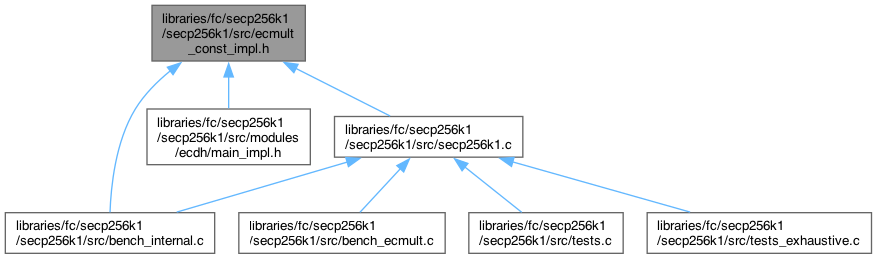 libraries/fc/secp256k1
/secp256k1/src/ecmult
_const_impl.h
libraries/fc/secp256k1
/secp256k1/src/modules
/ecdh/main_impl.h
libraries/fc/secp256k1
/secp256k1/src/secp256k1.c
libraries/fc/secp256k1
/secp256k1/src/bench_internal.c
libraries/fc/secp256k1
/secp256k1/src/bench_ecmult.c
libraries/fc/secp256k1
/secp256k1/src/tests.c
libraries/fc/secp256k1
/secp256k1/src/tests_exhaustive.c